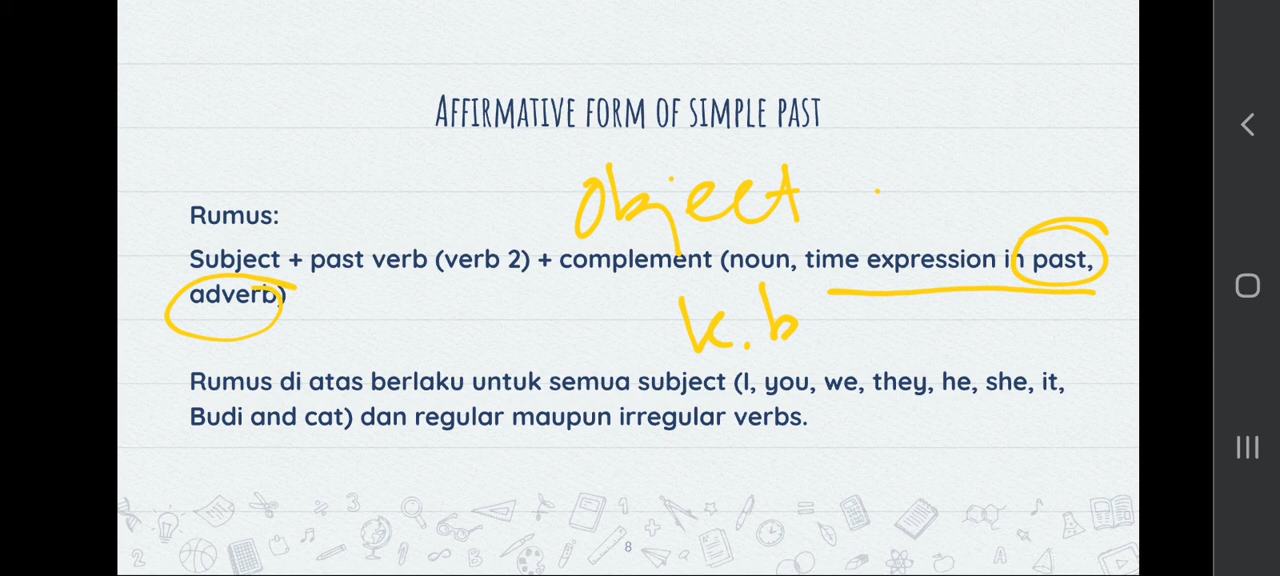 AFFIRMATIVE FORM OF SIMPLE PAST
object
Rumus:
Subject + past verb (verb 2) + complement (noun, time expression in past,
adverb)
k.b
Rumus di atas berlaku untuk semua subject (I, you, we, they, he, she, it,
Budi and cat) dan regular maupun irregular verbs.
8